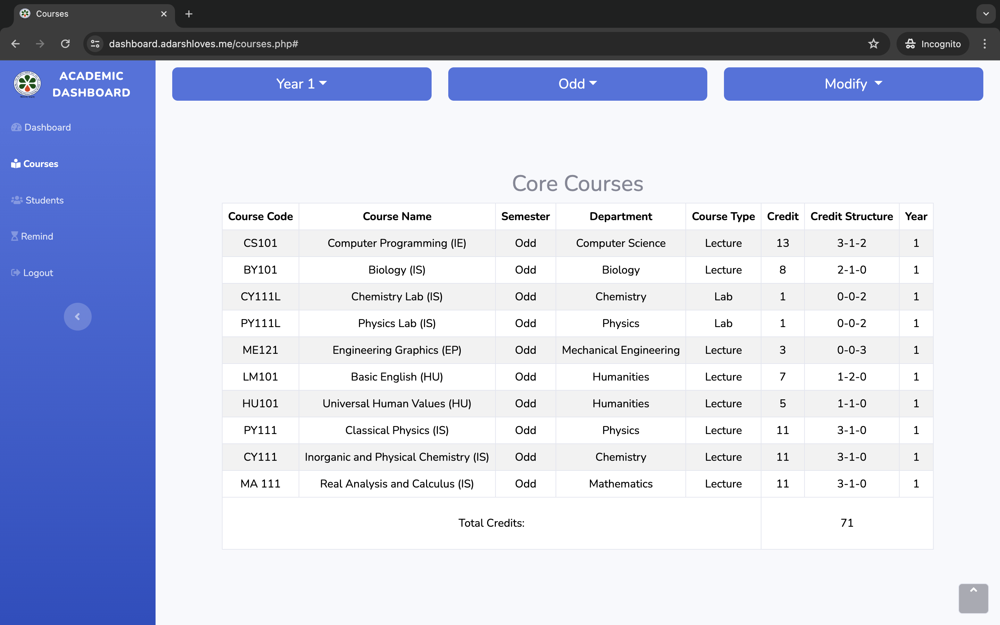 Courses
dashboard.adarshloves.me/courses.php#
Incognito
ACADEMIC
DASHBOARD
Dashboard
Courses
Students
Remind
Logout
Year 1
Odd
Modify
Core Courses
Course Code Course Name Semester Department Course Type Credit Credit Structure Year
CS101 Computer Programming (IE) Odd Computer Science Lecture 13 3-1-2 1
BY101 Biology (IS) Odd Biology Lecture 8 2-1-0 1
CY111L Chemistry Lab (IS) Odd Chemistry Lab 1 0-0-2 1
PY111L Physics Lab (IS) Odd Physics Lab 1 0-0-2 1
ME121 Engineering Graphics (EP) Odd Mechanical Engineering Lecture 3 0-0-3 1
LM101 Basic English (HU) Odd Humanities Lecture 7 1-2-0 1
HU101 Universal Human Values (HU) Odd Humanities Lecture 5 1-1-0 1
PY111 Classical Physics (IS) Odd Physics Lecture 11 3-1-0 1
CY111 Inorganic and Physical Chemistry (IS) Odd Chemistry Lecture 11 3-1-0 1
MA 111 Real Analysis and Calculus (IS) Odd Mathematics Lecture 11 3-1-0 1
Total Credits: 71